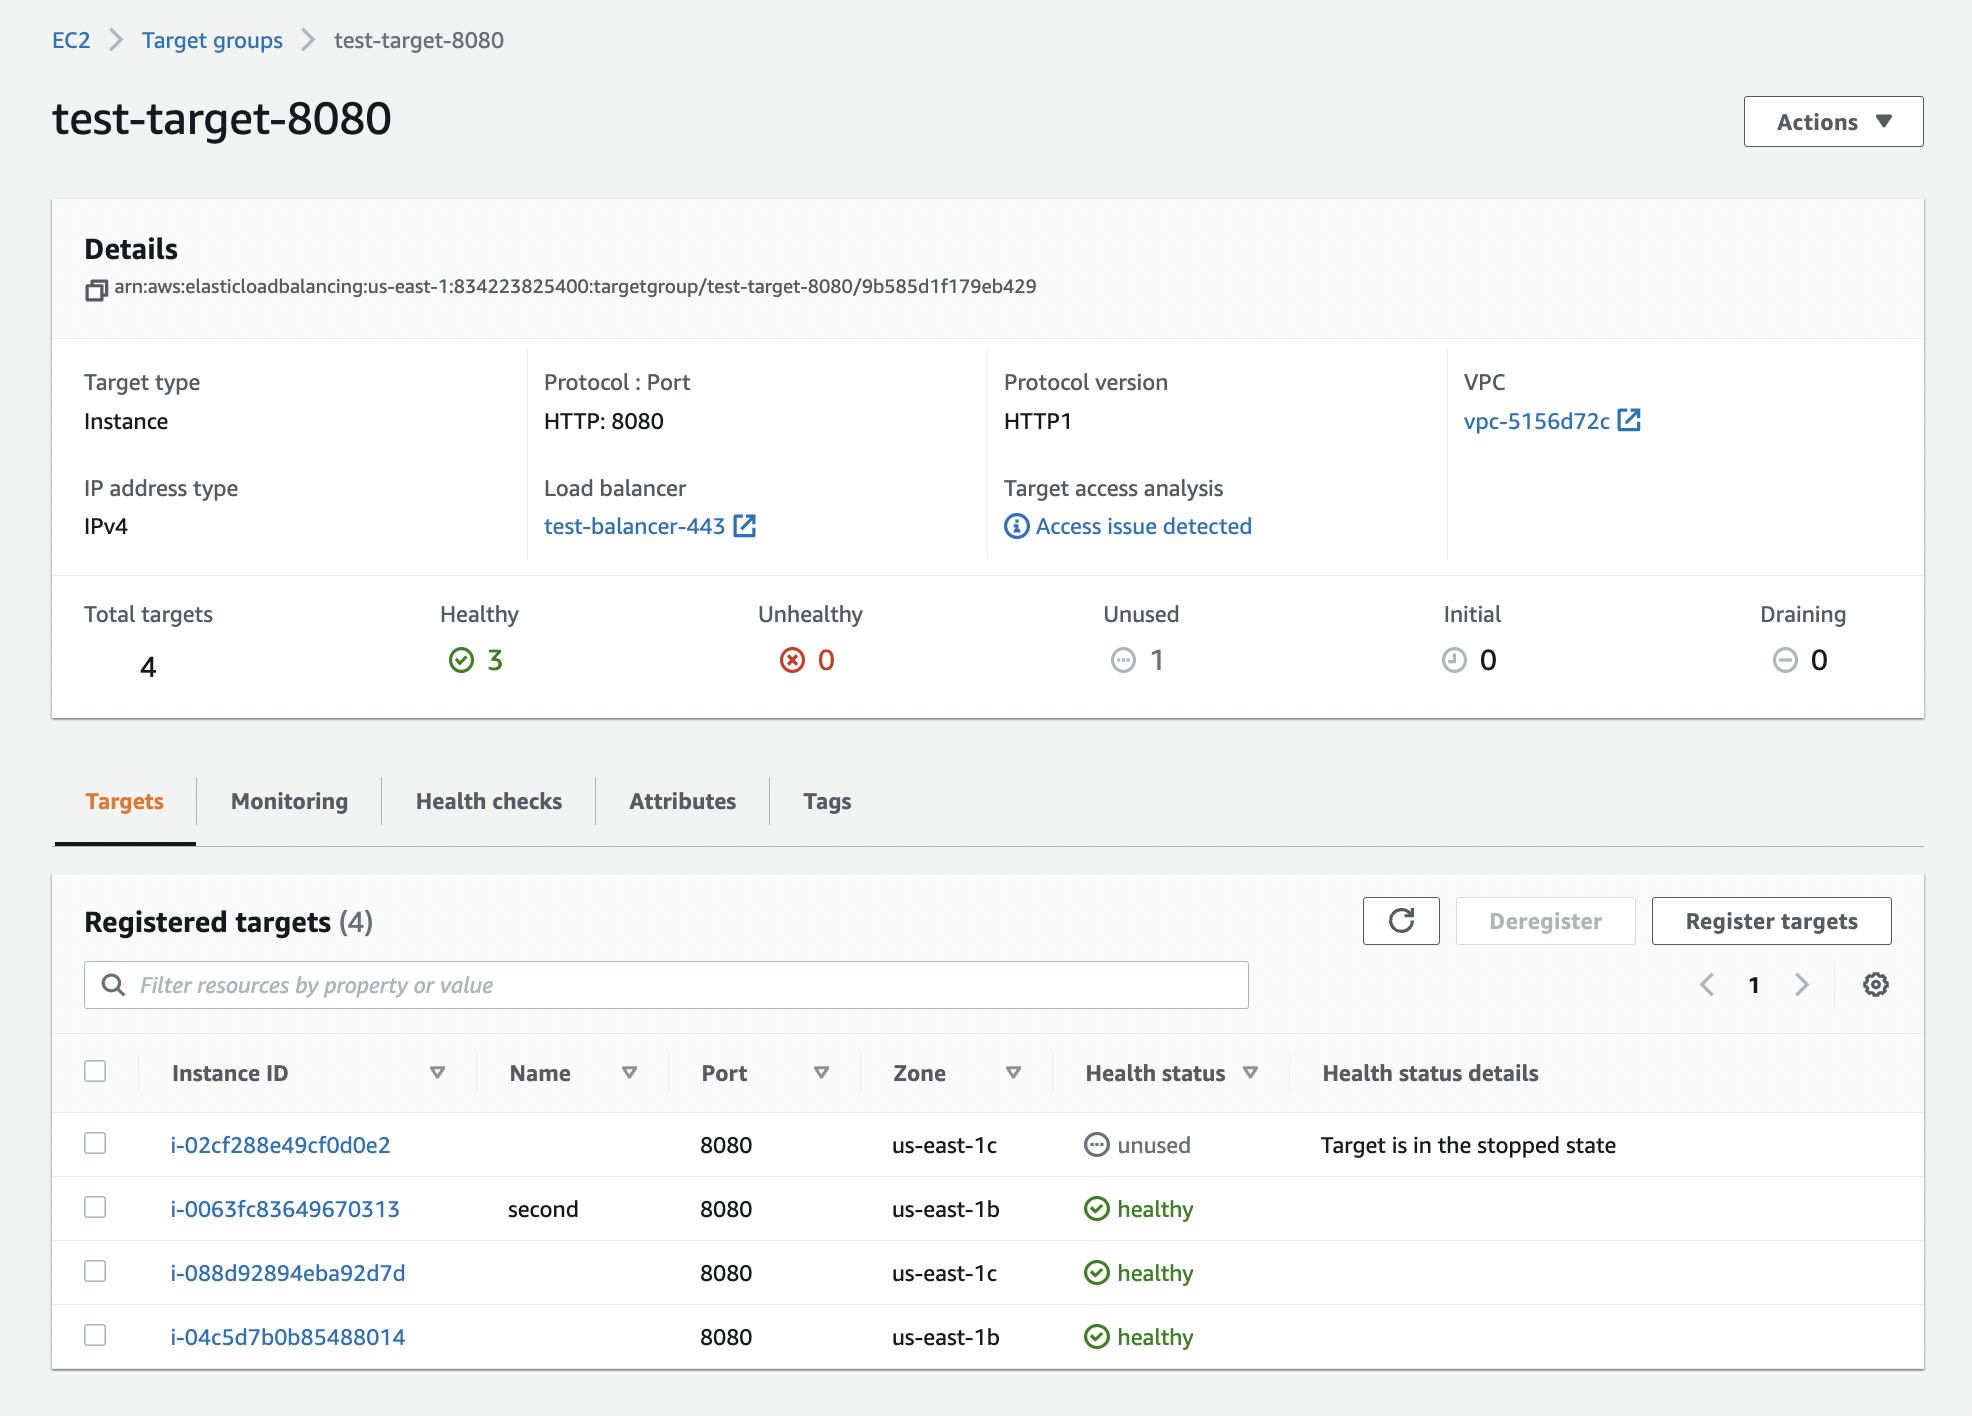 EC2 Target groups test-target-8080
test-target-8080
Actions
Details
arn:aws:elasticloadbalancing:us-east-1:834223825400:targetgroup/test-target-8080/9b585d1f179eb429
Target type Protocol : Port Protocol version VPC
Instance HTTP: 8080 HTTP1 vpc-5156d72c
IP address type Load balancer Target access analysis
IPv4 test-balancer-443 Access issue detected
Total targets Healthy Unhealthy Unused Initial Draining
4 3 0 1 0 0
Targets Monitoring Health checks Attributes Tags
Registered targets (4) Deregister Register targets
Filter resources by property or value 1
Instance ID Name Port Zone Health status Health status details
i-02cf288e49cf0d0e2 8080 us-east-1c unused Target is in the stopped state
i-0063fc83649670313 second 8080 us-east-1b healthy
i-088d92894eba92d7d 8080 us-east-1c healthy
i-04c5d7b0b85488014 8080 us-east-1b healthy